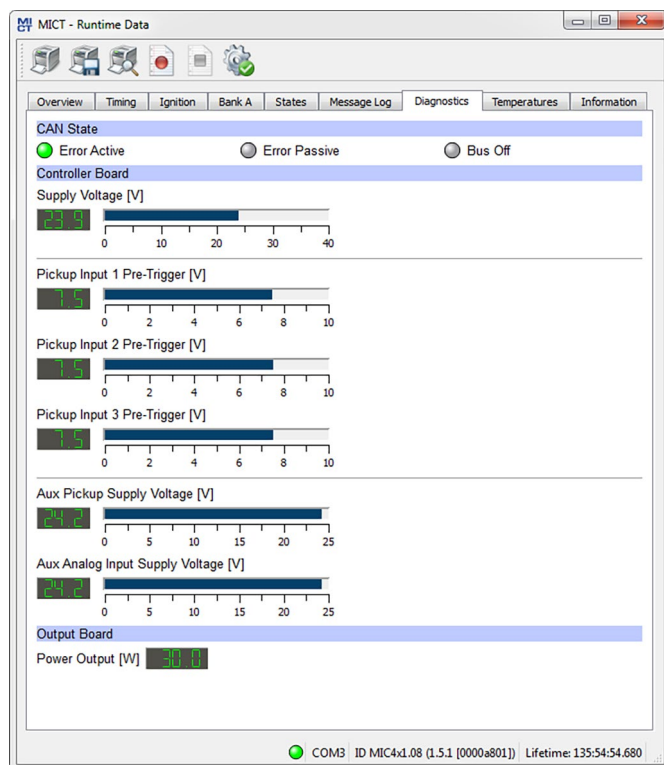 MICT - Runtime Data
Overview Timing Ignition Bank A States Message Log Diagnostics Temperatures Information
CAN State
Error Active Error Passive Bus Off
Controller Board
Supply Voltage [V]
23.9
0 10 20 30 40
Pickup Input 1 Pre-Trigger [V]
7.5
0 2 4 6 8 10
Pickup Input 2 Pre-Trigger [V]
7.5
0 2 4 6 8 10
Pickup Input 3 Pre-Trigger [V]
7.5
0 2 4 6 8 10
Aux Pickup Supply Voltage [V]
24.2
0 5 10 15 20 25
Aux Analog Input Supply Voltage [V]
24.2
0 5 10 15 20 25
Output Board
Power Output [W] 30.0
COM3 ID MIC4x1.08 (1.5.1 [0000a801]) Lifetime: 135:54:54.680